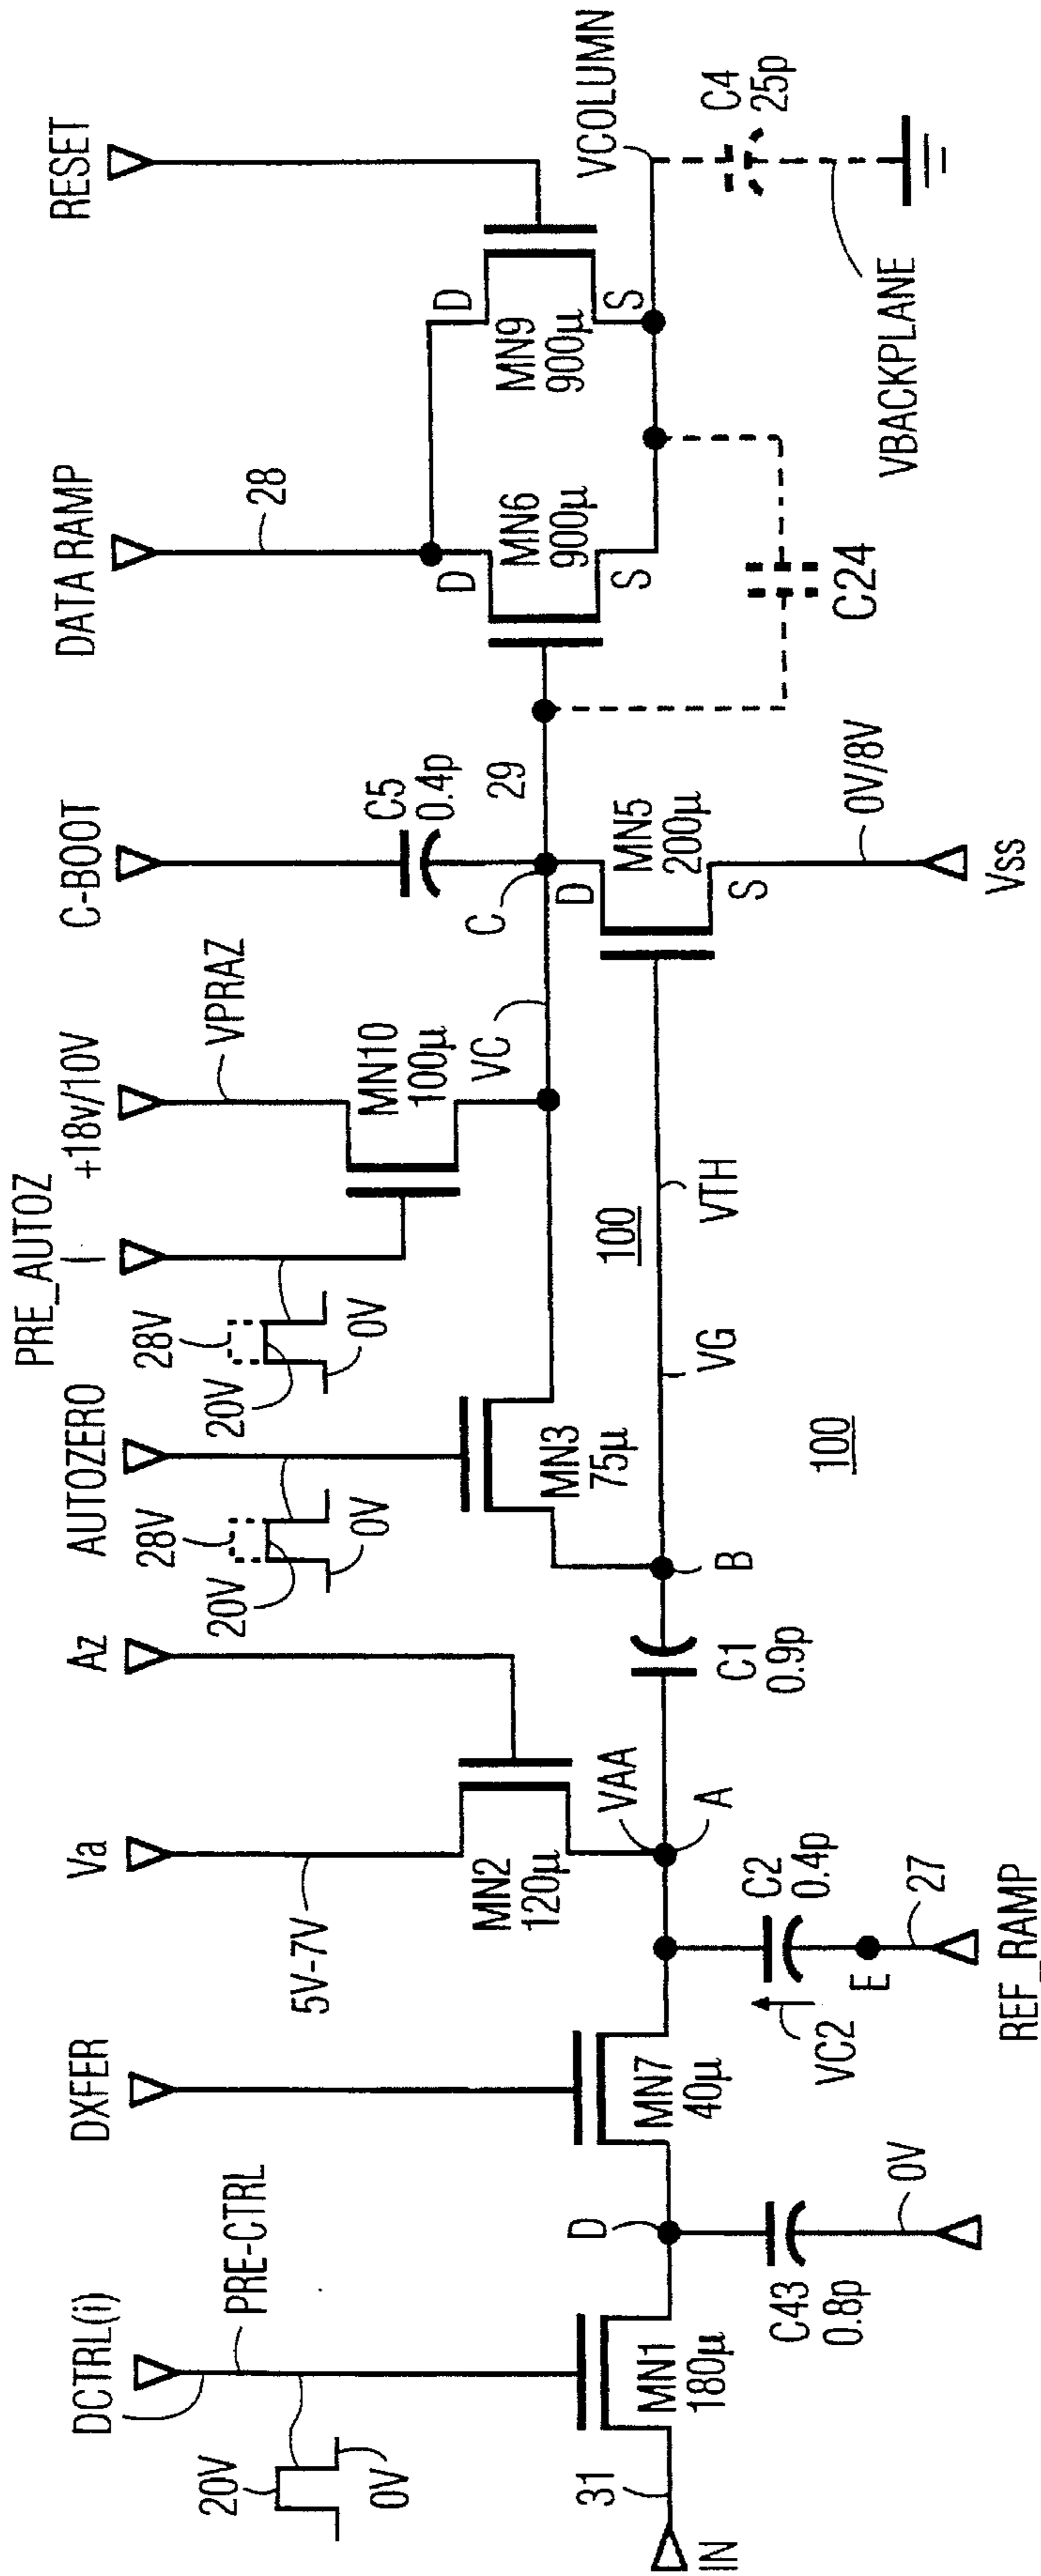 DCTRL(i)
PRE-CTRL
20V
0V
31
IN
MN1
180µ
D
C43
0.8p
0V
DXFER
MN7
40µ
VC2
C2
0.4p
E
27
REF_RAMP
Va
5V-7V
MN2
120µ
Az
VAA
A
C1
0.9p
B
AUTOZERO
28V
20V
0V
MN3
75µ
PRE_AUTOZ
28V
20V
0V
+18v/10V
VPRAZ
MN10
100µ
VC
VG
VTH
100
100
C-BOOT
C5
0.4p
C
29
D
MN5
200µ
S
0V/8V
Vss
DATA RAMP
28
D
MN6
900µ
S
C24
D
MN9
900µ
S
RESET
VCOLUMN
C4
25p
VBACKPLANE